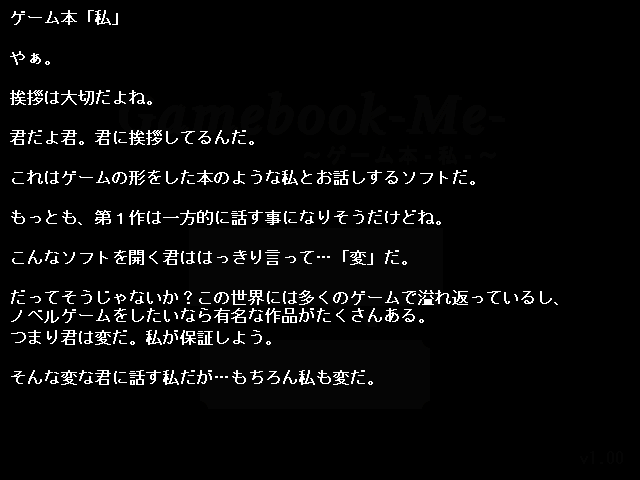 ゲーム本「私」
やぁ。
挨拶は大切だよね。
Gamebook-Me-
君だよ君。君に挨拶してるんだ。
～ゲーム本-私-～
これはゲームの形をした本のような私とお話しするソフトだ。
もっとも、第１作は一方的に話す事になりそうだけどね。
こんなソフトを開く君ははっきり言って…「変」だ。
だってそうじゃないか？この世界には多くのゲームで溢れ返っているし、
ノベルゲームをしたいなら有名な作品がたくさんある。
つまり君は変だ。私が保証しよう。
そんな変な君に話す私だが…もちろん私も変だ。
v1.00